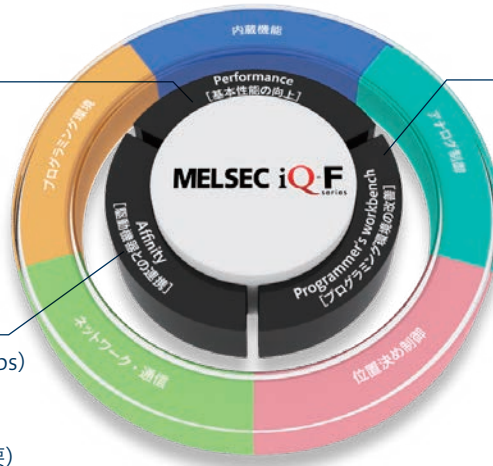 内蔵機能
Performance
[基本性能の向上]
プログラミング環境
アナログ制御
MELSEC iQ-F
series
Affinity
[駆動機器との連携]
Programmer's workbench
[プログラミング環境の改善]
ネットワーク・通信
位置決め制御
ps)
)